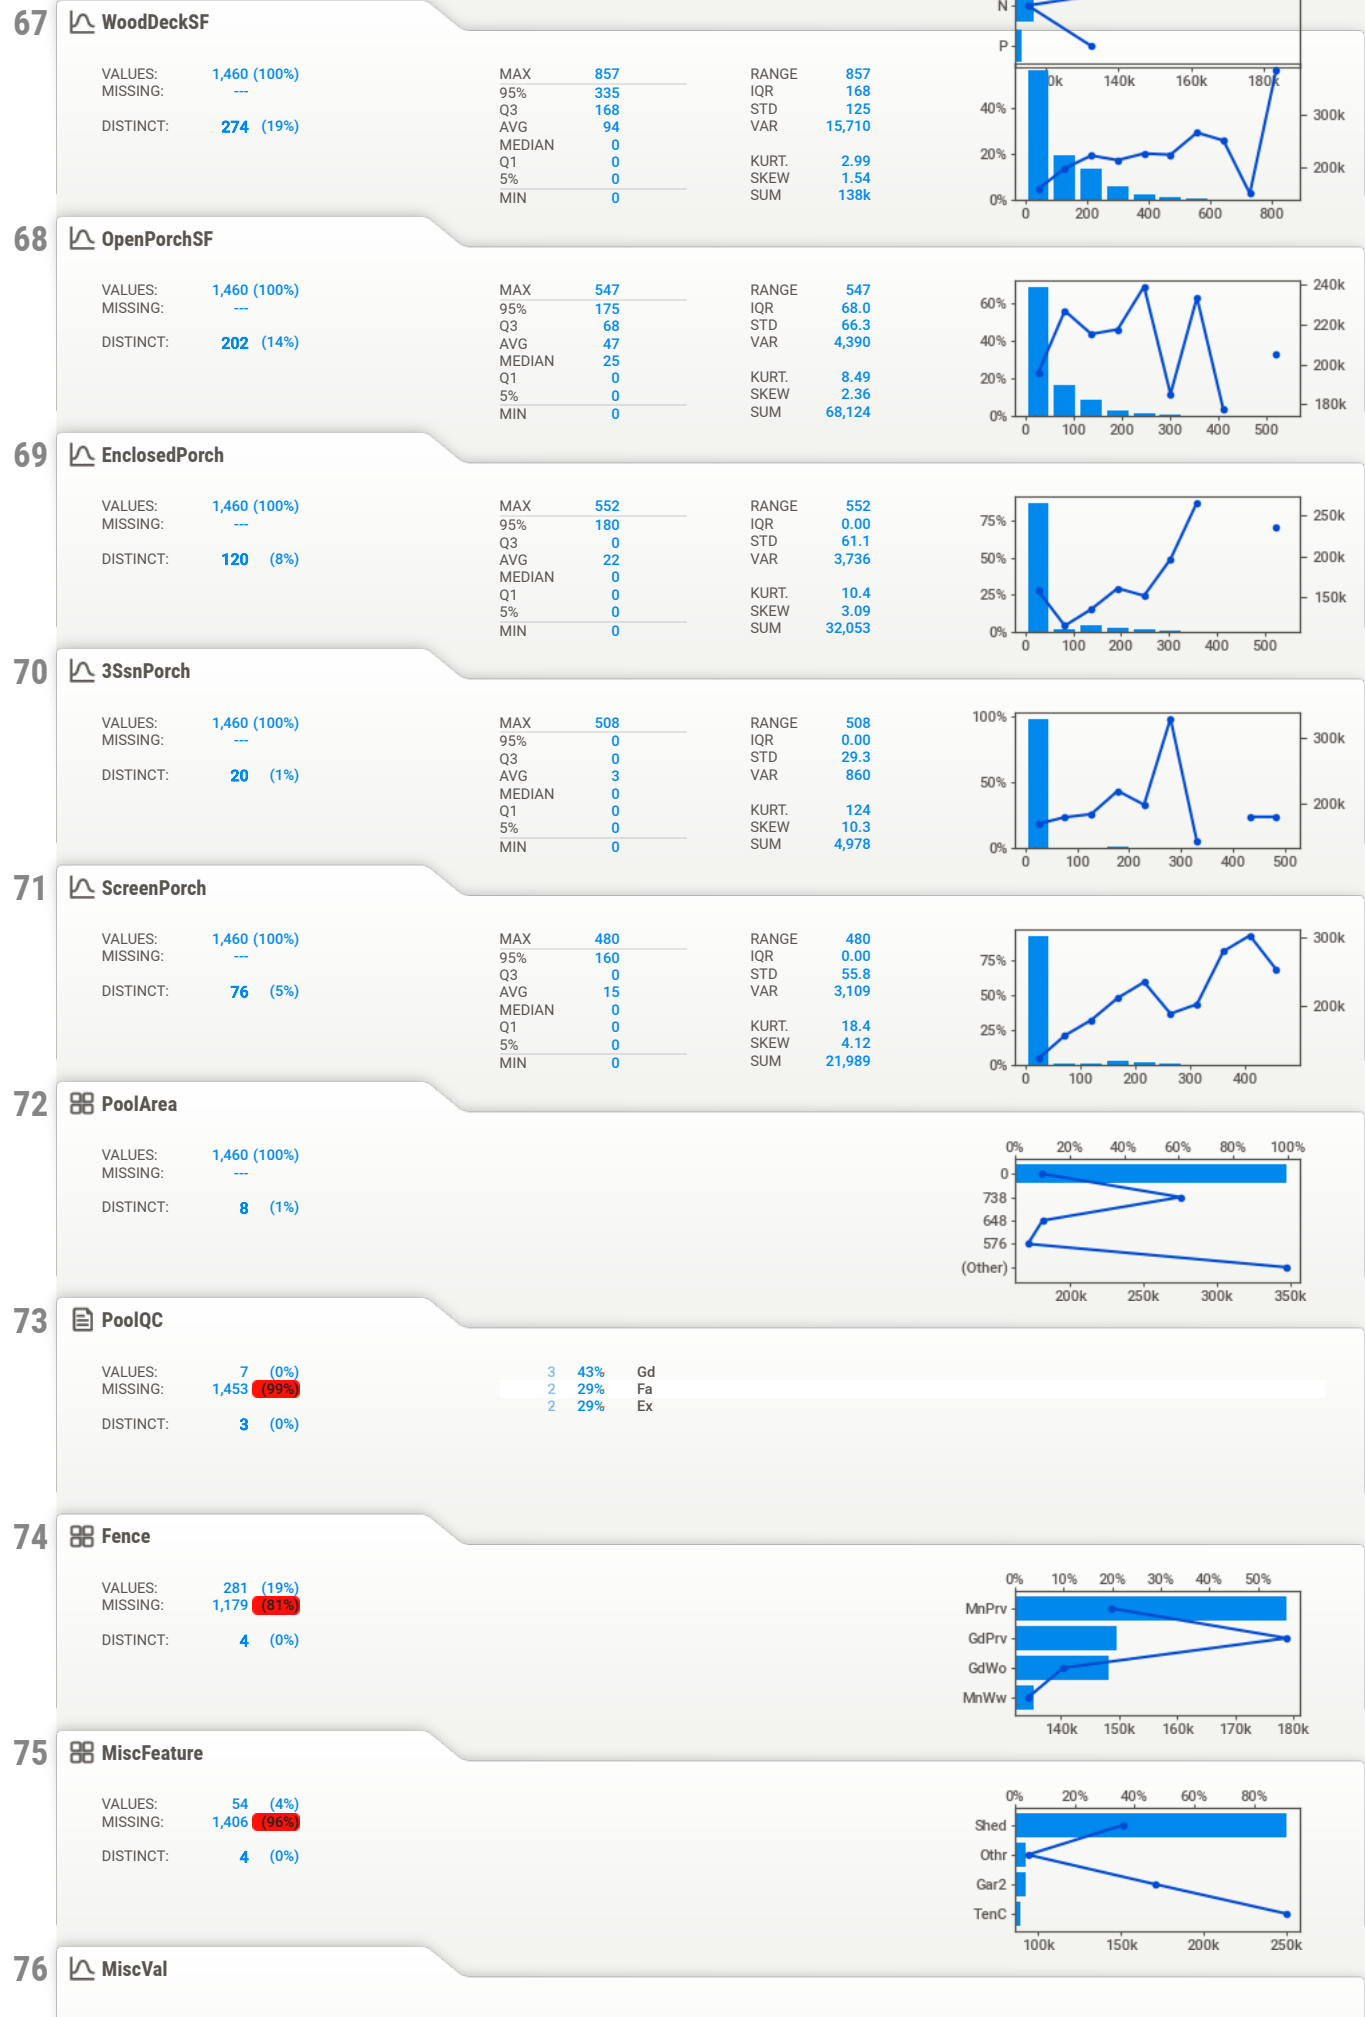 67 WoodDeckSF
VALUES: 1,460 (100%)
MISSING: ---
DISTINCT: 274 (19%)
MAX 857
95% 335
Q3 168
AVG 94
MEDIAN 0
Q1 0
5% 0
MIN 0
RANGE 857
IQR 168
STD 125
VAR 15,710
KURT. 2.99
SKEW 1.54
SUM 138k
N
P
0k 140k 160k 180k
40%
20%
0%
300k
200k
0 200 400 600 800
68 OpenPorchSF
VALUES: 1,460 (100%)
MISSING: ---
DISTINCT: 202 (14%)
MAX 547
95% 175
Q3 68
AVG 47
MEDIAN 25
Q1 0
5% 0
MIN 0
RANGE 547
IQR 68.0
STD 66.3
VAR 4,390
KURT. 8.49
SKEW 2.36
SUM 68,124
60%
40%
20%
0%
240k
220k
200k
180k
0 100 200 300 400 500
69 EnclosedPorch
VALUES: 1,460 (100%)
MISSING: ---
DISTINCT: 120 (8%)
MAX 552
95% 180
Q3 0
AVG 22
MEDIAN 0
Q1 0
5% 0
MIN 0
RANGE 552
IQR 0.00
STD 61.1
VAR 3,736
KURT. 10.4
SKEW 3.09
SUM 32,053
75%
50%
25%
0%
250k
200k
150k
0 100 200 300 400 500
70 3SsnPorch
VALUES: 1,460 (100%)
MISSING: ---
DISTINCT: 20 (1%)
MAX 508
95% 0
Q3 0
AVG 3
MEDIAN 0
Q1 0
5% 0
MIN 0
RANGE 508
IQR 0.00
STD 29.3
VAR 860
KURT. 124
SKEW 10.3
SUM 4,978
100%
50%
0%
300k
200k
0 100 200 300 400 500
71 ScreenPorch
VALUES: 1,460 (100%)
MISSING: ---
DISTINCT: 76 (5%)
MAX 480
95% 160
Q3 0
AVG 15
MEDIAN 0
Q1 0
5% 0
MIN 0
RANGE 480
IQR 0.00
STD 55.8
VAR 3,109
KURT. 18.4
SKEW 4.12
SUM 21,989
75%
50%
25%
0%
300k
200k
0 100 200 300 400
72 PoolArea
VALUES: 1,460 (100%)
MISSING: ---
DISTINCT: 8 (1%)
0% 20% 40% 60% 80% 100%
0
738
648
576
(Other)
200k 250k 300k 350k
73 PoolQC
VALUES: 7 (0%)
MISSING: 1,453 (99%)
DISTINCT: 3 (0%)
3 43% Gd
2 29% Fa
2 29% Ex
74 Fence
VALUES: 281 (19%)
MISSING: 1,179 (81%)
DISTINCT: 4 (0%)
0% 10% 20% 30% 40% 50%
MnPrv
GdPrv
GdWo
MnWw
140k 150k 160k 170k 180k
75 MiscFeature
VALUES: 54 (4%)
MISSING: 1,406 (96%)
DISTINCT: 4 (0%)
0% 20% 40% 60% 80%
Shed
Othr
Gar2
TenC
100k 150k 200k 250k
76 MiscVal